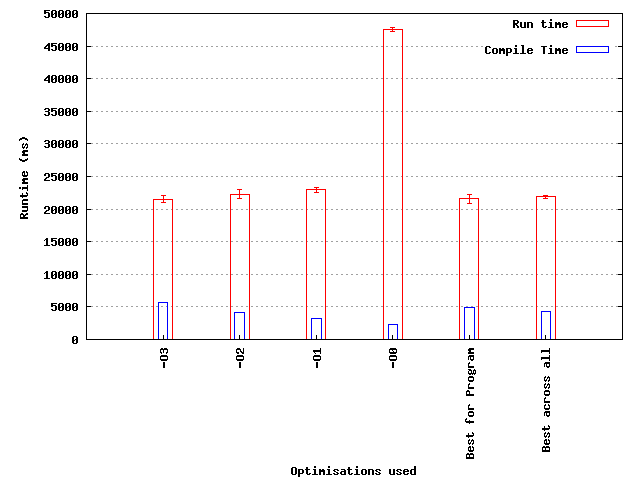 50000
45000
40000
35000
30000
25000
20000
15000
10000
5000
0
Runtime (ms)
Run time
Compile Time
-O3
-O2
-O1
-O0
Best for Program
Best across all
Optimisations used